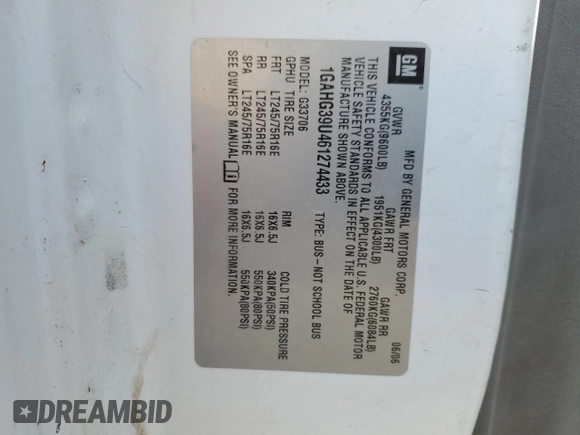 GM
MFD BY GENERAL MOTORS CORP. 06/06
GVWR GAWR FRT GAWR RR
4355KG(9600LB) 1951KG(4300LB) 2760KG(6084LB)
THIS VEHICLE CONFORMS TO ALL APPLICABLE U.S. FEDERAL MOTOR
VEHICLE SAFETY STANDARDS IN EFFECT ON THE DATE OF
MANUFACTURE SHOWN ABOVE.
1GAHG39U461274433 TYPE: BUS–NOT SCHOOL BUS
MODEL: G33706
GPHU TIRE SIZE RIM COLD TIRE PRESSURE
FRT LT245/75R16E 16X6.5J 340KPA(50PSI)
RR LT245/75R16E 16X6.5J 550KPA(80PSI)
SPA LT245/75R16E 16X6.5J 550KPA(80PSI)
SEE OWNER'S MANUAL FOR MORE INFORMATION.
DREAMBID